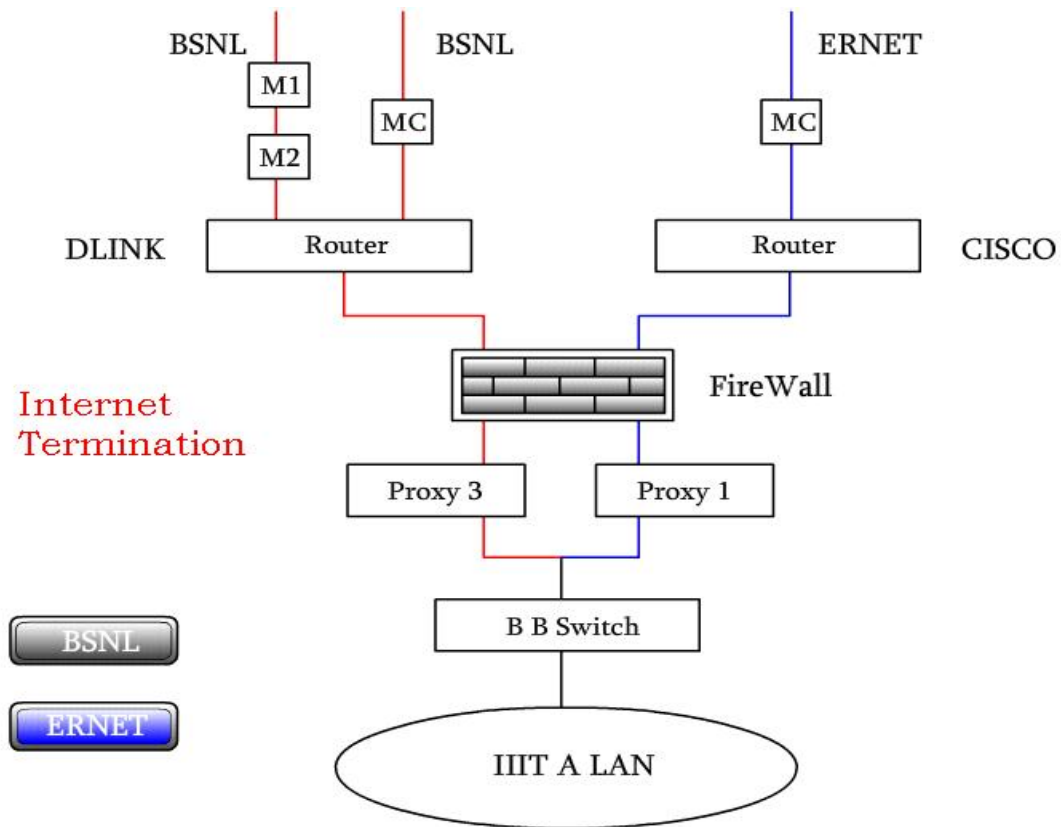 BSNL
BSNL
ERNET
M1
MC
MC
M2
DLINK
Router
Router
CISCO
FireWall
Internet
Termination
Proxy 3
Proxy 1
B B Switch
BSNL
ERNET
IIIT A LAN